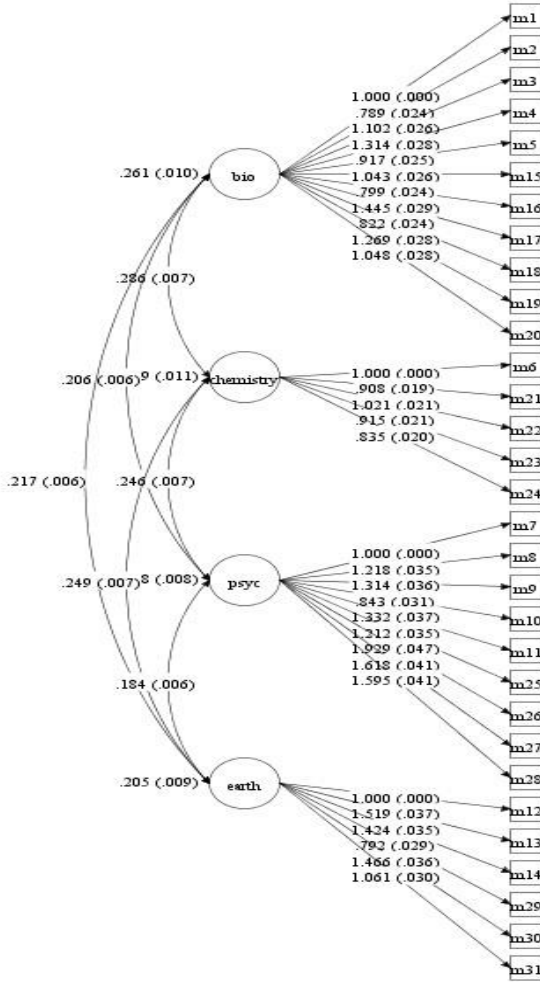 m1
m2
m3
1.000 (.000)
.789 (.024)
m4
1.102 (.026)
1.314 (.028)
m5
.917 (.025)
.261 (.010)
bio
1.043 (.026)
m15
.799 (.024)
m16
1.445 (.029)
.822 (.024)
m17
1.269 (.028)
1.048 (.028)
m18
.286 (.007)
m19
m20
m6
1.000 (.000)
.206 (.006)
9 (.011)
chemistry
.908 (.019)
m21
1.021 (.021)
.915 (.021)
m22
.835 (.020)
m23
.217 (.006)
.246 (.007)
m24
m7
1.000 (.000)
m8
1.218 (.035)
.249 (.007)
8 (.008)
psyc
1.314 (.036)
m9
.843 (.031)
1.332 (.037)
m10
1.212 (.035)
1.929 (.047)
m11
1.618 (.041)
1.595 (.041)
m25
.184 (.006)
m26
m27
m28
.205 (.009)
earth
1.000 (.000)
m12
1.519 (.037)
1.424 (.035)
m13
.792 (.029)
1.466 (.036)
m14
1.061 (.030)
m29
m30
m31